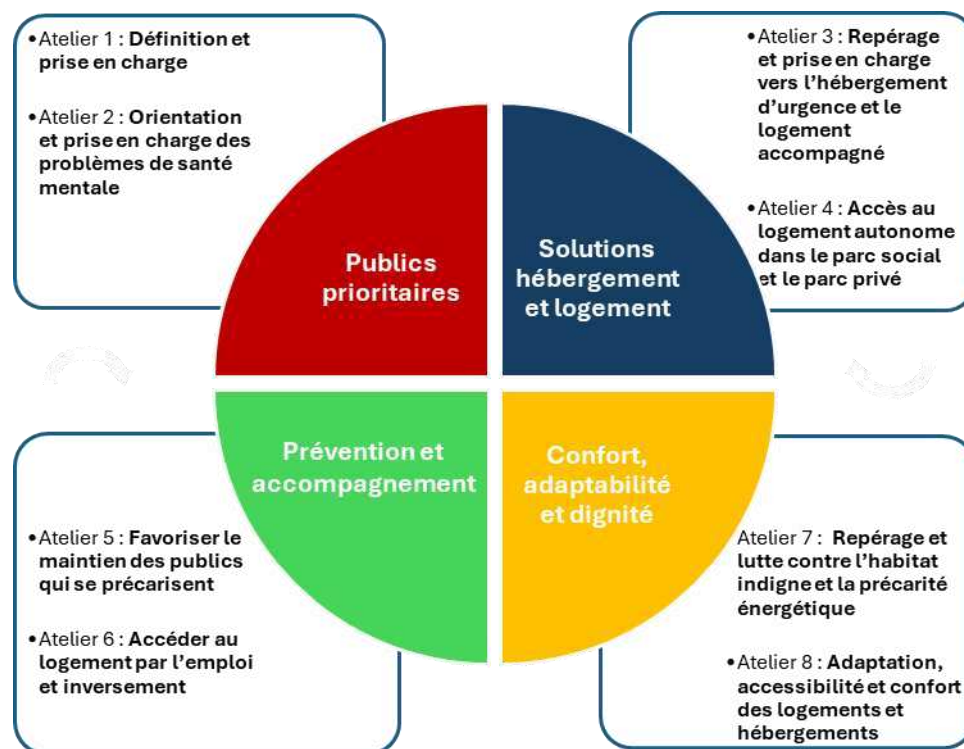 •Atelier 1 : Définition et
prise en charge
•Atelier 2 : Orientation
et prise en charge des
problèmes de santé
mentale
•Atelier 3 : Repérage
et prise en charge
vers l’hébergement
d’urgence et le
logement
accompagné
•Atelier 4 : Accès au
logement autonome
dans le parc social
et le parc privé
Publics
prioritaires
Solutions
hébergement
et logement
Prévention et
accompagnement
Confort,
adaptabilité
et dignité
•Atelier 5 : Favoriser le
maintien des publics
qui se précarisent
•Atelier 6 : Accéder au
logement par l’emploi
et inversement
Atelier 7 : Repérage et
lutte contre l’habitat
indigne et la précarité
énergétique
•Atelier 8 : Adaptation,
accessibilité et confort
des logements et
hébergements